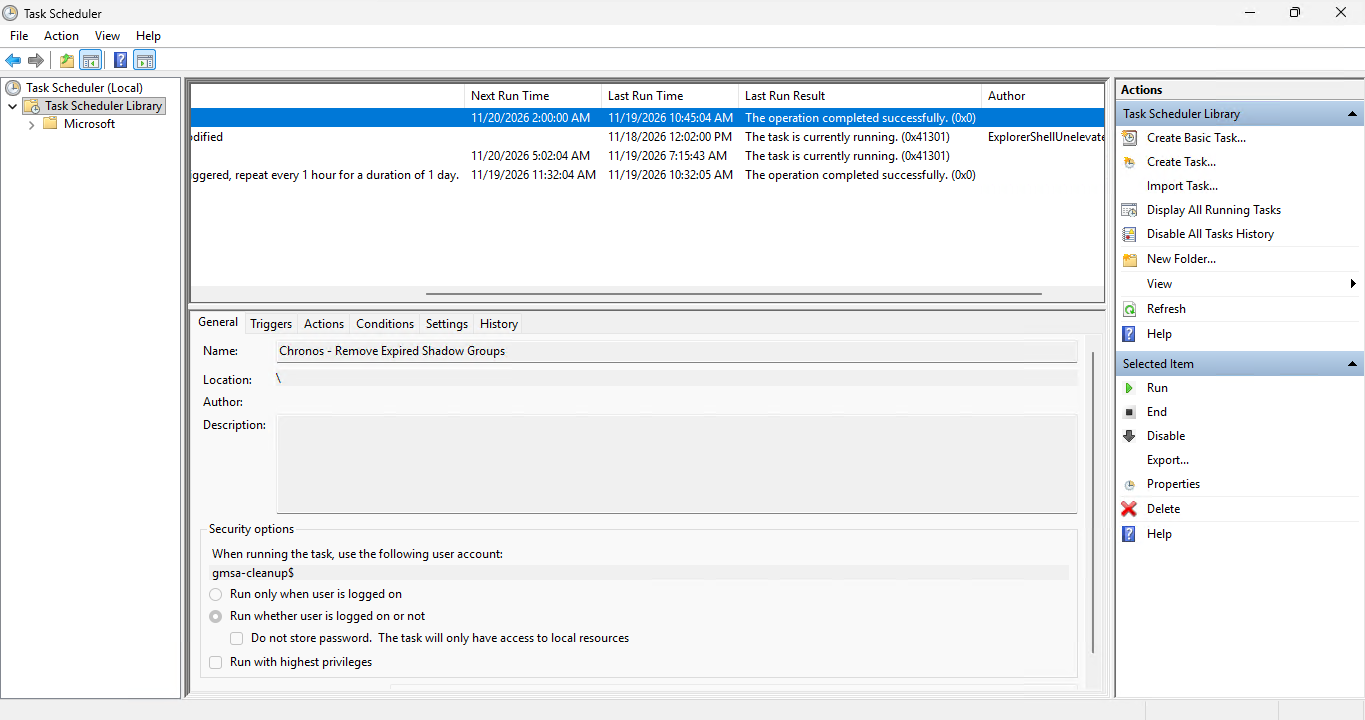 Task Scheduler
File Action View Help
Task Scheduler (Local)
Task Scheduler Library
Microsoft
Next Run Time Last Run Time Last Run Result Author
11/20/2026 2:00:00 AM 11/19/2026 10:45:04 AM The operation completed successfully. (0x0)
dified 11/18/2026 12:02:00 PM The task is currently running. (0x41301) ExplorerShellUnelevate
11/20/2026 5:02:04 AM 11/19/2026 7:15:43 AM The task is currently running. (0x41301)
ggered, repeat every 1 hour for a duration of 1 day. 11/19/2026 11:32:04 AM 11/19/2026 10:32:05 AM The operation completed successfully. (0x0)
General Triggers Actions Conditions Settings History
Name: Chronos - Remove Expired Shadow Groups
Location: \
Author:
Description:
Security options
When running the task, use the following user account:
gmsa-cleanup$
Run only when user is logged on
Run whether user is logged on or not
Do not store password. The task will only have access to local resources
Run with highest privileges
Actions
Task Scheduler Library
Create Basic Task...
Create Task...
Import Task...
Display All Running Tasks
Disable All Tasks History
New Folder...
View
Refresh
Help
Selected Item
Run
End
Disable
Export...
Properties
Delete
Help